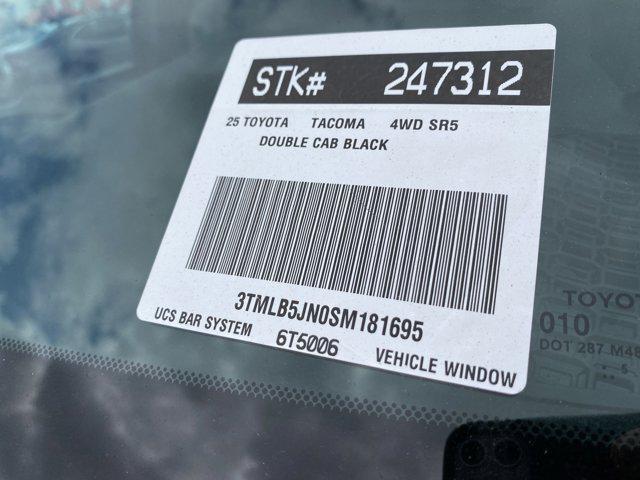 STK# 247312
25 TOYOTA TACOMA 4WD SR5
DOUBLE CAB BLACK
3TMLB5JN0SM181695
UCS BAR SYSTEM 6T5006 VEHICLE WINDOW
010
DOT 287 M48
5